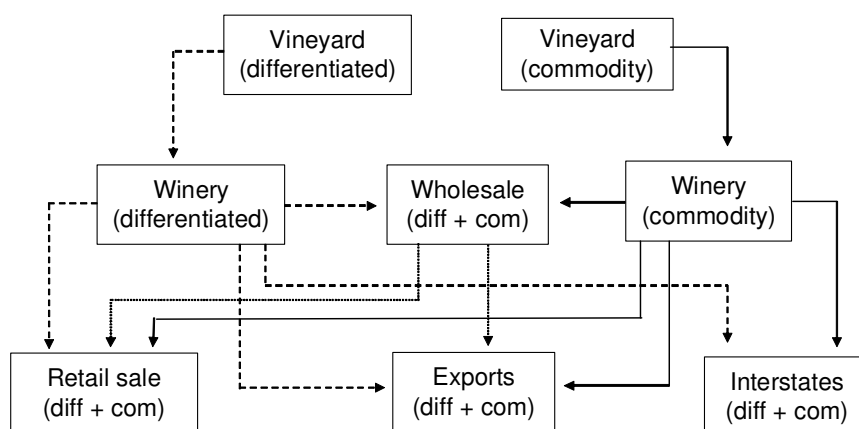 Vineyard
(differentiated)
Vineyard
(commodity)
Winery
(differentiated)
Wholesale
(diff + com)
Winery
(commodity)
Retail sale
(diff + com)
Exports
(diff + com)
Interstates
(diff + com)